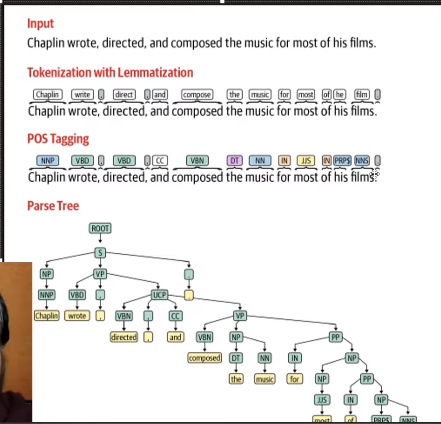 Input
Chaplin wrote, directed, and composed the music for most of his films.
Tokenization with Lemmatization
Chaplin write , direct , and compose the music for most of he film .
Chaplin wrote, directed, and composed the music for most of his films.
POS Tagging
NNP VBD , VBD , CC VBN DT NN IN JJS IN PRP$ NNS .
Chaplin wrote, directed, and composed the music for most of his films.
Parse Tree
ROOT
S
NP VP .
NNP VBD , UCP .
Chaplin wrote , VBN , CC VP
directed , and VBN NP PP
composed DT NN IN NP
the music for NP PP
JJS IN NP
most of PRP$ NNS